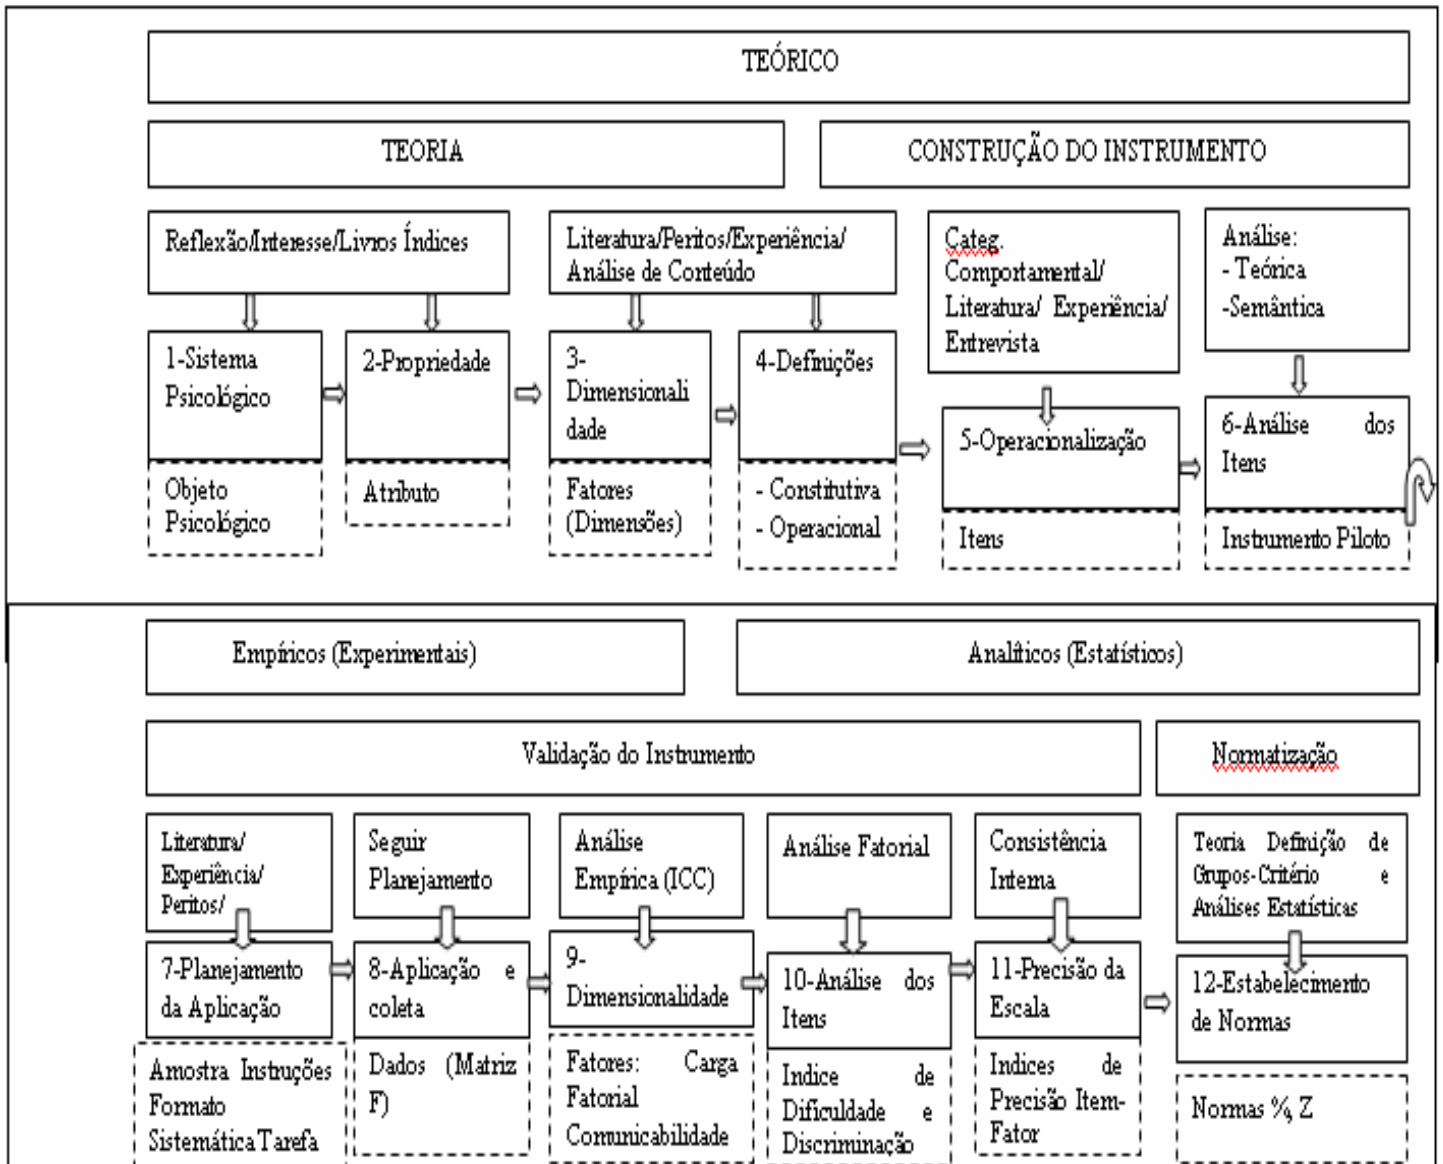 TEÓRICO
TEORIA
CONSTRUÇÃO DO INSTRUMENTO
Reflexão/Interesse/Livros Índices
Literatura/Peritos/Experiência/
Análise de Conteúdo
Categ.
Comportamental/
Literatura/ Experiência/
Entrevista
Análise:
- Teórica
-Semântica
1-Sistema
Psicológico
2-Propriedade
3-
Dimensionali
dade
4-Definições
5-Operacionalização
6-Análise dos
Itens
Objeto
Psicológico
Atributo
Fatores
(Dimensões)
- Constitutiva
- Operacional
Itens
Instrumento Piloto
Empíricos (Experimentais)
Analíticos (Estatísticos)
Validação do Instrumento
Normatização
Literatura/
Experiência/
Peritos/
Seguir
Planejamento
Análise
Empírica (ICC)
Análise Fatorial
Consistência
Interna
Teoria Definição de
Grupos-Critério e
Análises Estatísticas
7-Planejamento
da Aplicação
8-Aplicação e
coleta
9-
Dimensionalidade
10-Análise dos
Itens
11-Precisão da
Escala
12-Estabelecimento
de Normas
Amostra Instruções
Formato
Sistemática Tarefa
Dados (Matriz
F)
Fatores: Carga
Fatorial
Comunicabilidade
Indice de
Dificuldade e
Discriminação
Indices de
Precisão Item-
Fator
Normas %, Z